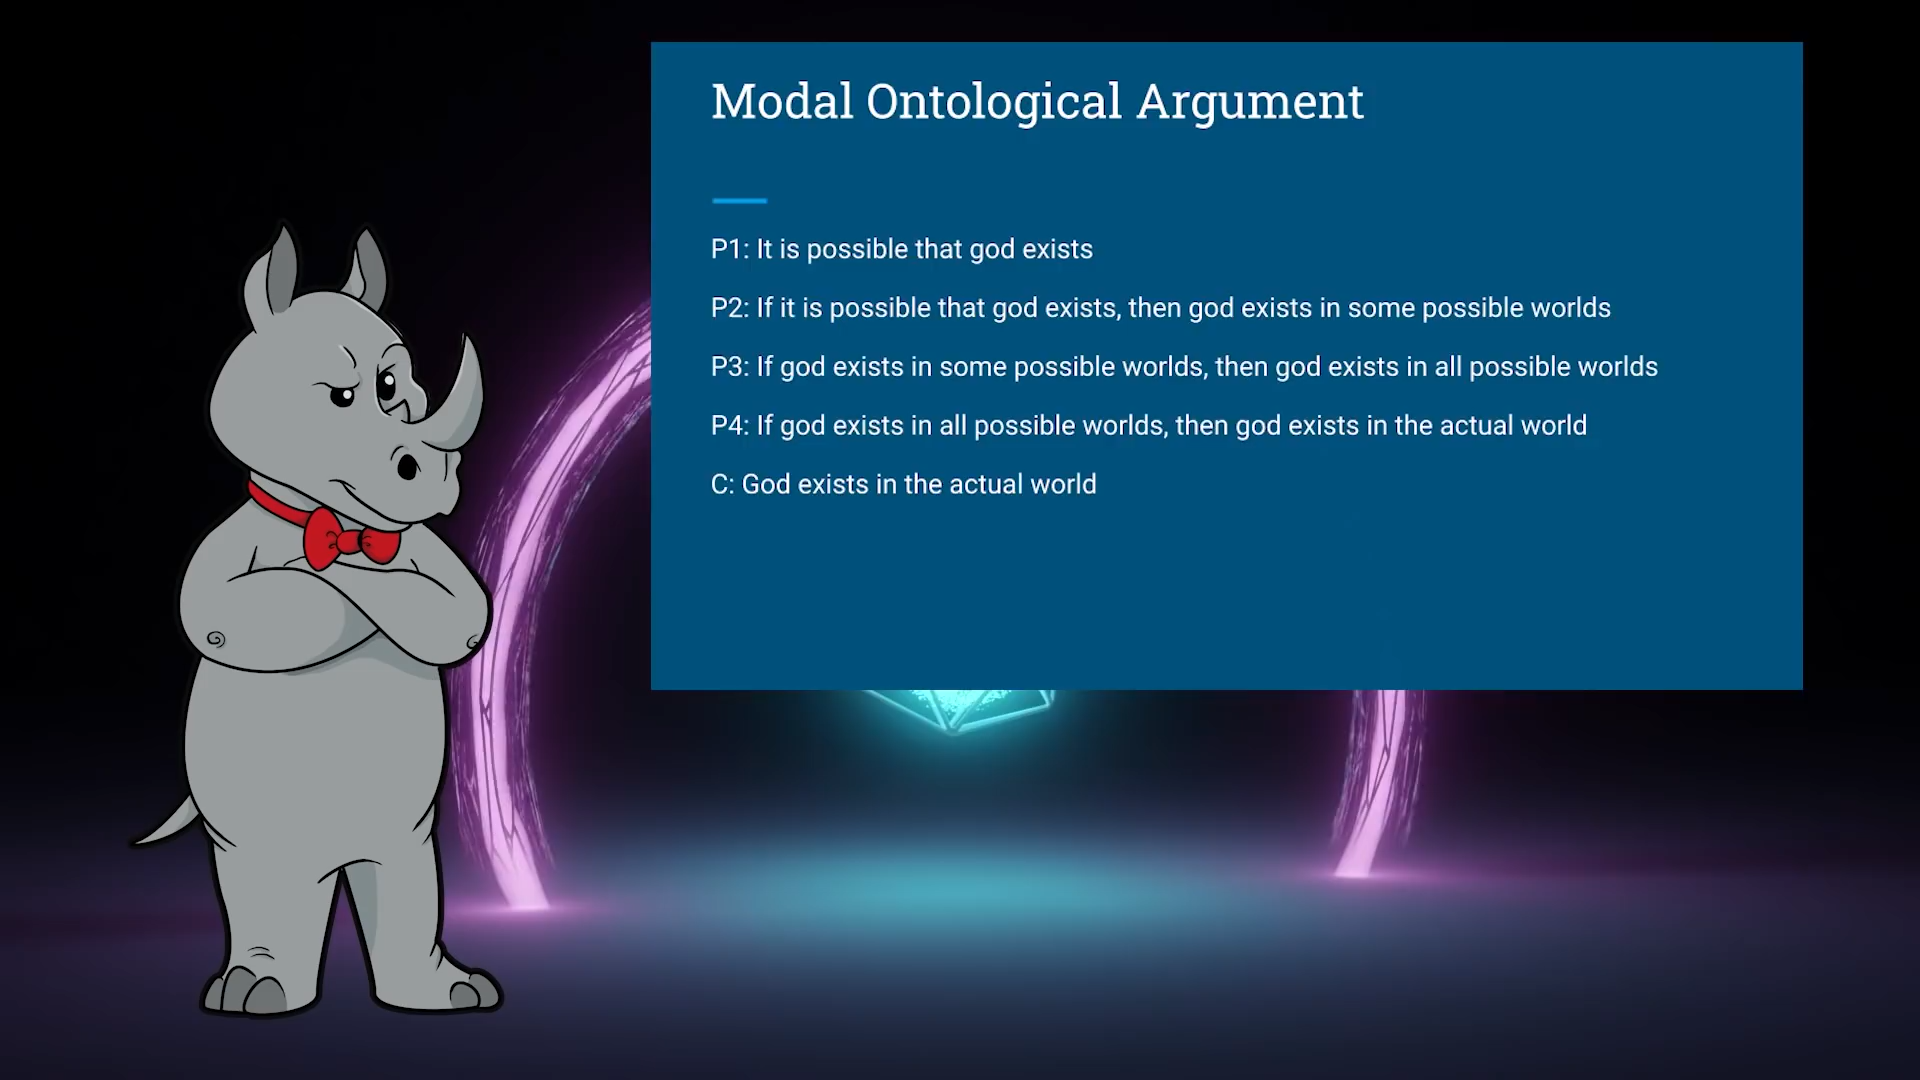 Modal Ontological Argument
P1: It is possible that god exists
P2: If it is possible that god exists, then god exists in some possible worlds
P3: If god exists in some possible worlds, then god exists in all possible worlds
P4: If god exists in all possible worlds, then god exists in the actual world
C: God exists in the actual world